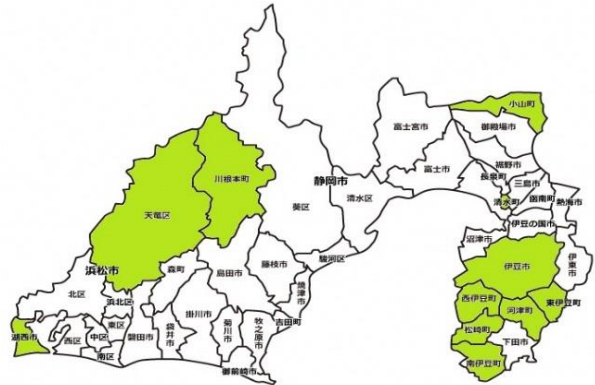 小山町
富士宮市
御殿場市
裾野市
富士市
長泉町
三島市
川根本町
静岡市
葵区
清水区
清水町
函南町
熱海市
天竜区
伊豆の国市
沼津市
伊東市
駿河区
伊豆市
浜松市
森町
島田市
藤枝市
焼津市
北区
浜北区
西伊豆町
東伊豆町
河津町
掛川市
吉田町
湖西市
西区
中区
東区
南区
磐田市
袋井市
菊川市
牧之原市
松崎町
下田市
南伊豆町
御前崎市